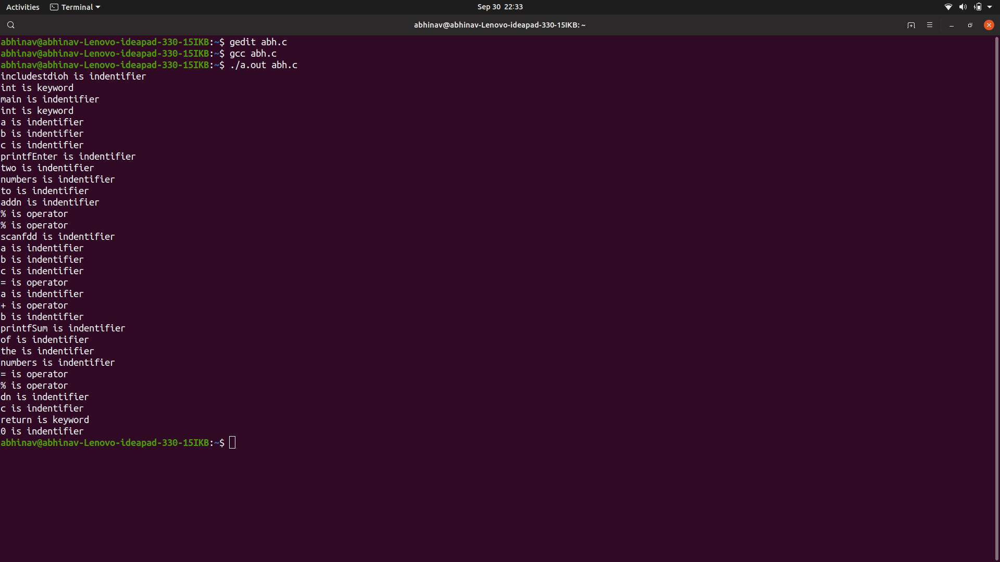 Activities Terminal Sep 30 22:33
abhinav@abhinav-Lenovo-ideapad-330-15IKB: ~
abhinav@abhinav-Lenovo-ideapad-330-15IKB:~$ gedit abh.c
abhinav@abhinav-Lenovo-ideapad-330-15IKB:~$ gcc abh.c
abhinav@abhinav-Lenovo-ideapad-330-15IKB:~$ ./a.out abh.c
includestdioh is indentifier
int is keyword
main is indentifier
int is keyword
a is indentifier
b is indentifier
c is indentifier
printfEnter is indentifier
two is indentifier
numbers is indentifier
to is indentifier
addn is indentifier
% is operator
% is operator
scanfdd is indentifier
a is indentifier
b is indentifier
c is indentifier
= is operator
a is indentifier
+ is operator
b is indentifier
printfSum is indentifier
of is indentifier
the is indentifier
numbers is indentifier
= is operator
% is operator
dn is indentifier
c is indentifier
return is keyword
0 is indentifier
abhinav@abhinav-Lenovo-ideapad-330-15IKB:~$